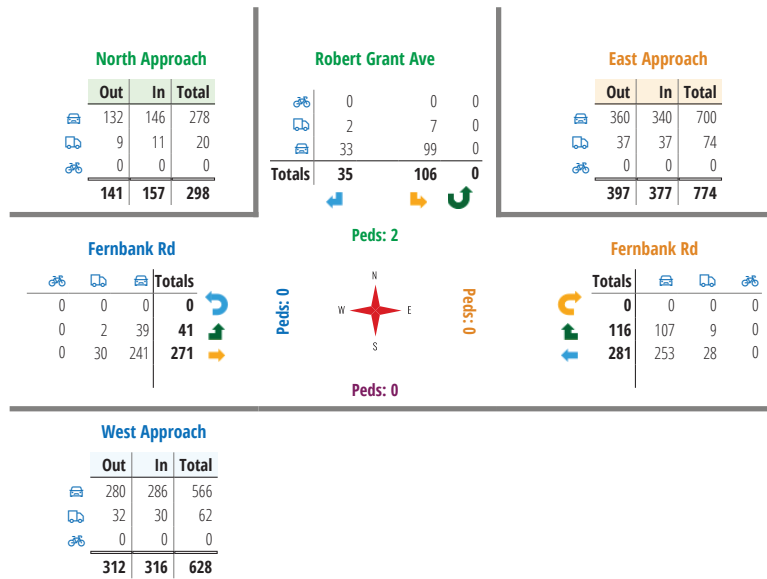 North Approach
Out In Total
132 146 278
9 11 20
0 0 0
141 157 298
Robert Grant Ave
0 0 0
2 7 0
33 99 0
Totals 35 106 0
East Approach
Out In Total
360 340 700
37 37 74
0 0 0
397 377 774
Peds: 2
Fernbank Rd
Totals
0 0 0 0
0 2 39 41
0 30 241 271
Peds: 0
N
W E
S
Peds: 0
Fernbank Rd
Totals
0 0 0 0
116 107 9 0
281 253 28 0
Peds: 0
West Approach
Out In Total
280 286 566
32 30 62
0 0 0
312 316 628